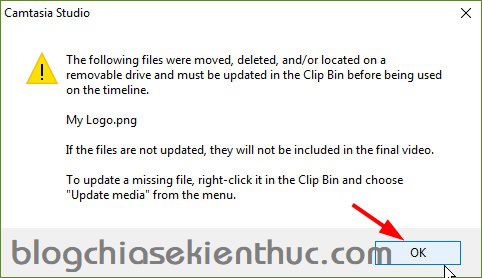 Camtasia Studio
The following files were moved, deleted, and/or located on a
removable drive and must be updated in the Clip Bin before being used
on the timeline.
My Logo.png
If the files are not updated, they will not be included in the final video.
To update a missing file, right-click it in the Clip Bin and choose
"Update media" from the menu.
blogchiasekienthuc.com
OK